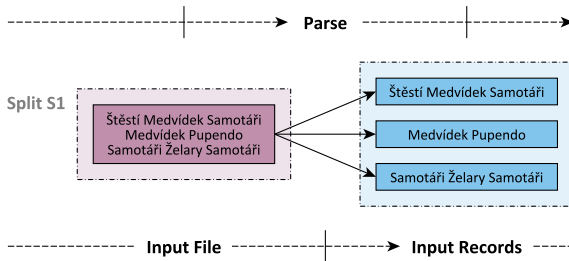 Parse
Split S1
Štěstí Medvídek Samotáři
Medvídek Pupendo
Samotáři Želary Samotáři
Štěstí Medvídek Samotáři
Medvídek Pupendo
Samotáři Želary Samotáři
Input File
Input Records